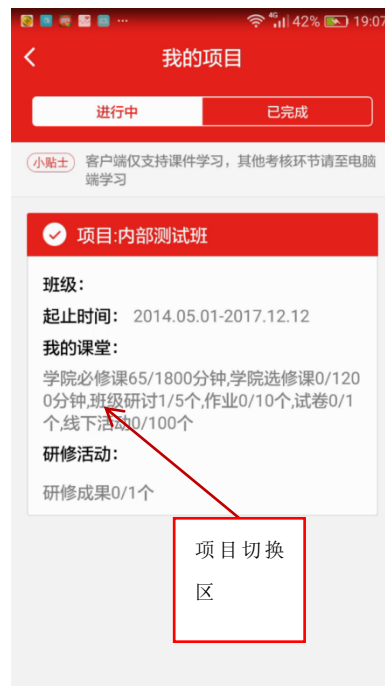 46 42% 19:07
我的项目
进行中 已完成
小贴士 客户端仅支持课件学习，其他考核环节请至电脑
端学习
项目:内部测试班
班级：
起止时间： 2014.05.01-2017.12.12
我的课堂：
学院必修课65/1800分钟,学院选修课0/120
0分钟,班级研讨1/5个,作业0/10个,试卷0/1
个,线下活动0/100个
研修活动：
研修成果0/1个
项目切换
区